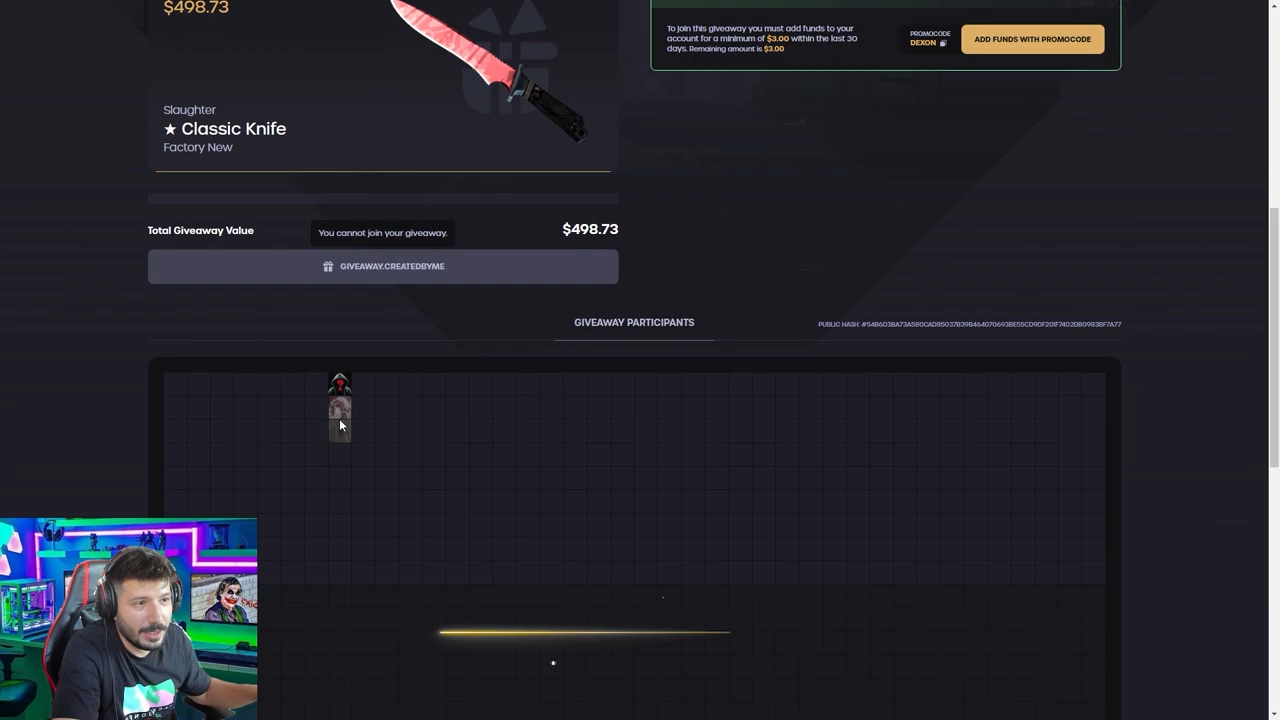 $498.73
To join this giveaway you must add funds to your
account for a minimum of $3.00 within the last 30
days. Remaining amount is $3.00
PROMOCODE
DEXON
ADD FUNDS WITH PROMOCODE
Slaughter
★ Classic Knife
Factory New
Total Giveaway Value
You cannot join your giveaway.
$498.73
GIVEAWAY.CREATEDBYME
GIVEAWAY PARTICIPANTS